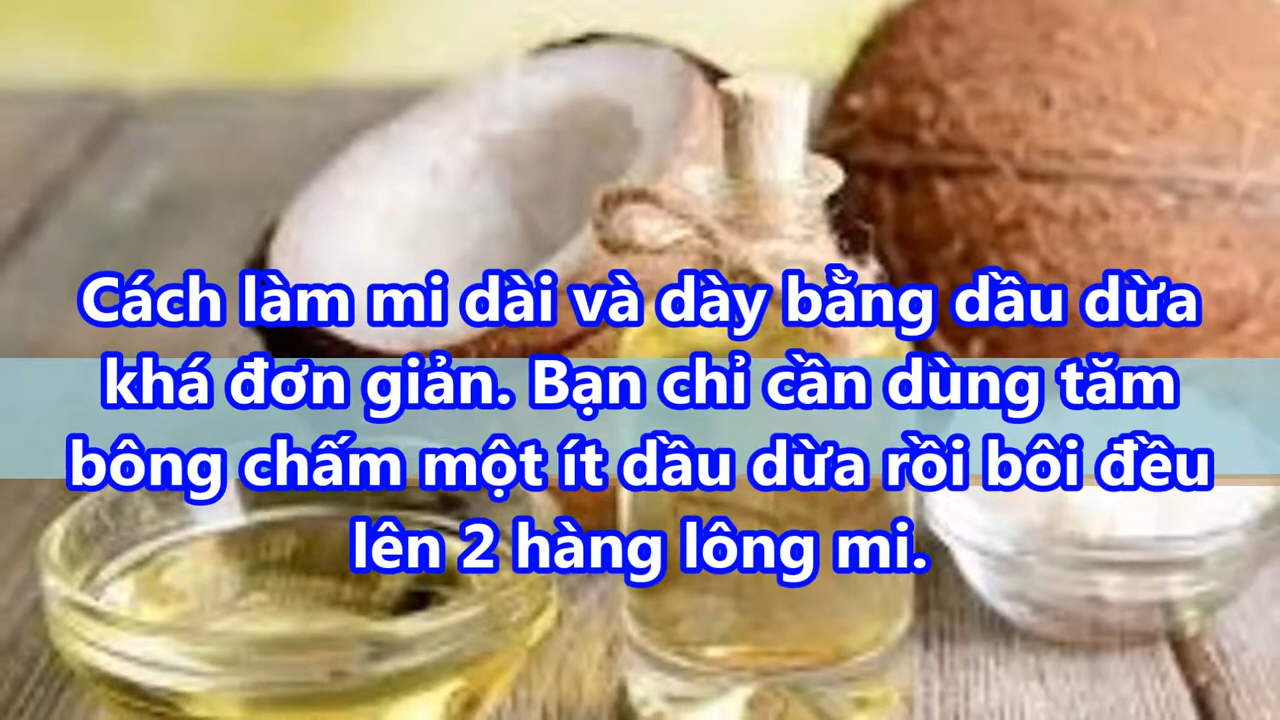 Cách làm mi dài và dày bằng dầu dừa
khá đơn giản. Bạn chỉ cần dùng tăm
bông chấm một ít dầu dừa rồi bôi đều
lên 2 hàng lông mi.